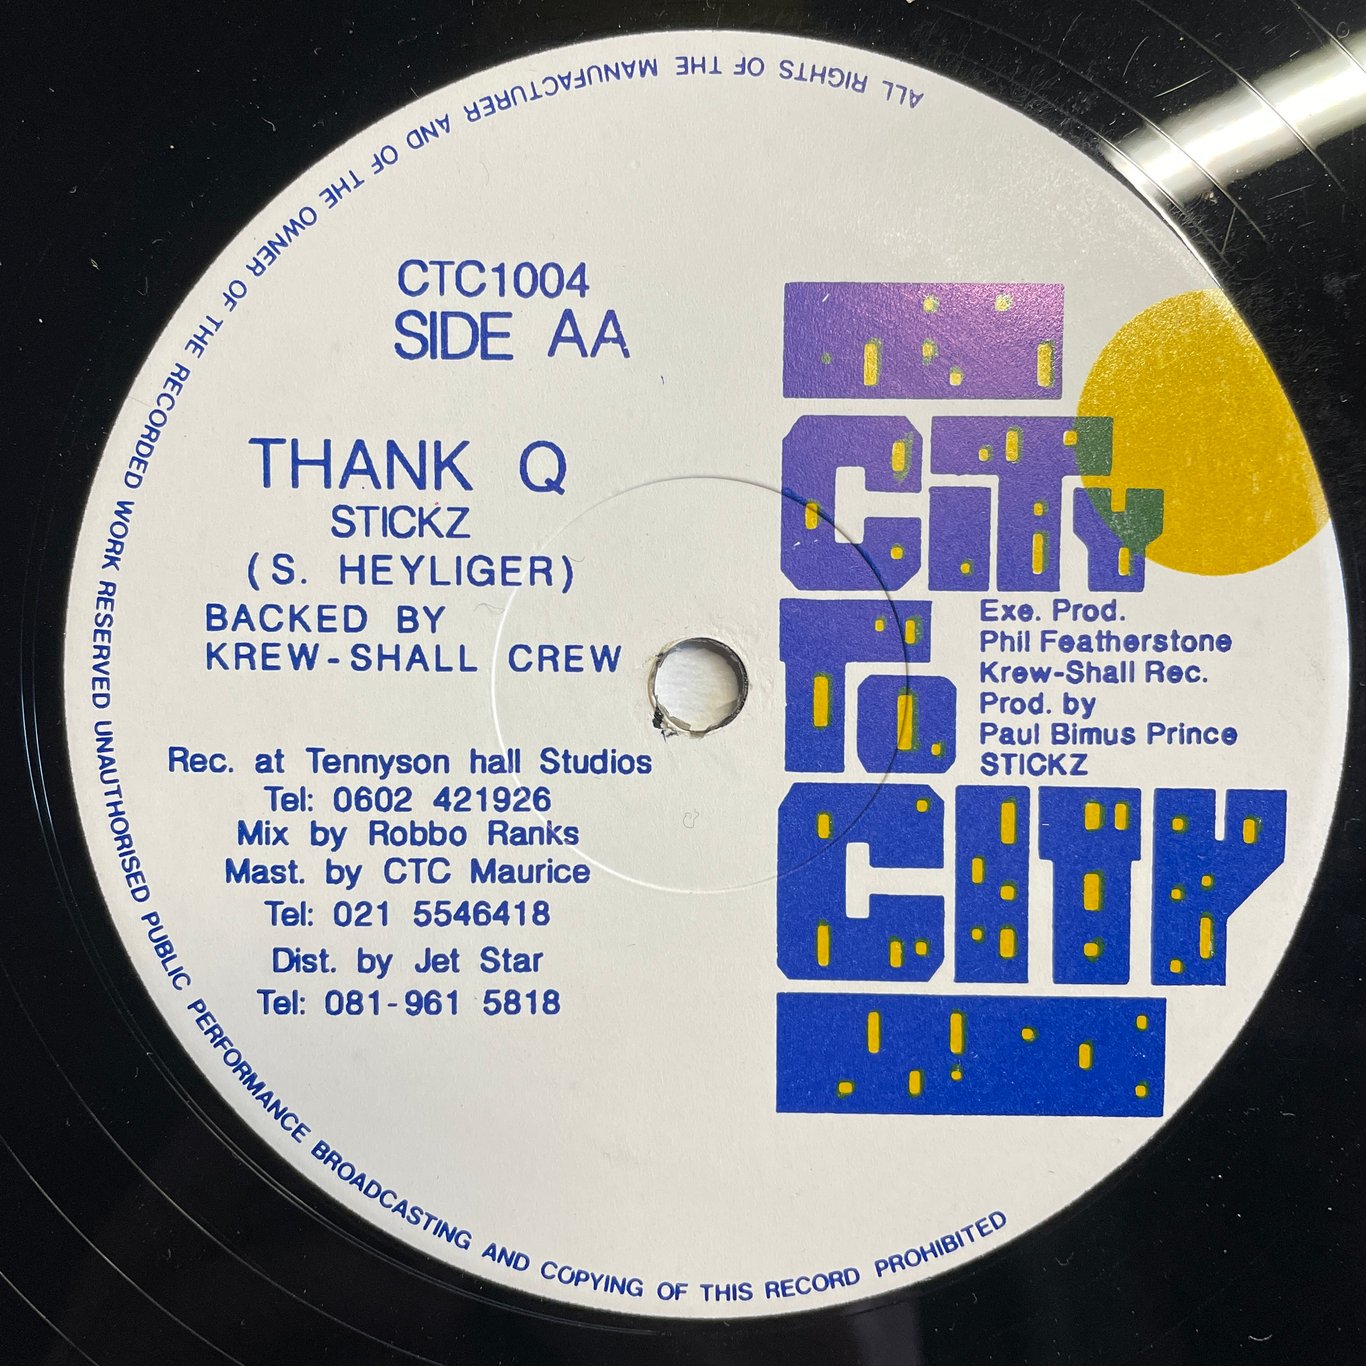 ALL RIGHTS OF THE MANUFACTURER AND OF THE OWNER OF THE RECORDED WORK RESERVED UNAUTHORISED PUBLIC PERFORMANCE BROADCASTING AND COPYING OF THIS RECORD PROHIBITED
CTC1004
SIDE AA
THANK Q
STICKZ
(S. HEYLIGER)
BACKED BY
KREW-SHALL CREW
Rec. at Tennyson hall Studios
Tel: 0602 421926
Mix by Robbo Ranks
Mast. by CTC Maurice
Tel: 021 5546418
Dist. by Jet Star
Tel: 081-961 5818
CiTY
To
CITY
Exe. Prod.
Phil Featherstone
Krew-Shall Rec.
Prod. by
Paul Bimus Prince
STICKZ